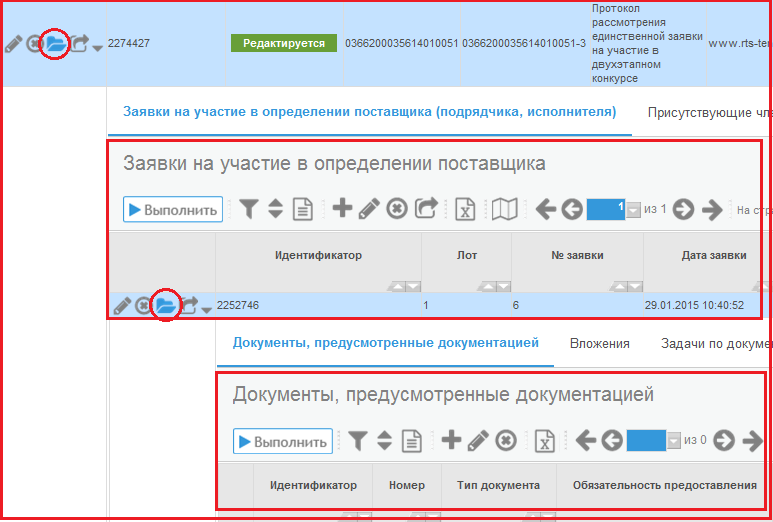 Протокол
рассмотрения
единственной заявки
на участие в
двухэтапном
конкурсе
2274427 Редактируется 0366200035614010051 0366200035614010051-3 www.rts-ten
Заявки на участие в определении поставщика (подрядчика, исполнителя) Присутствующие чле
Заявки на участие в определении поставщика
Выполнить 1 из 1 На стра
Идентификатор Лот № заявки Дата заявки
2252746 1 6 29.01.2015 10:40:52
Документы, предусмотренные документацией Вложения Задачи по докуме
Документы, предусмотренные документацией
Выполнить из 0
Идентификатор Номер Тип документа Обязательность предоставления